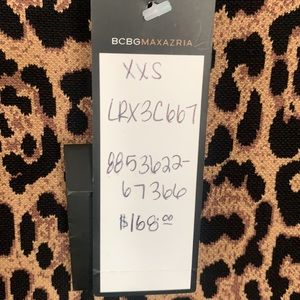 BCBGMAXAZRIA
XXS
LRX3C667
8853622-
67366
$168.00